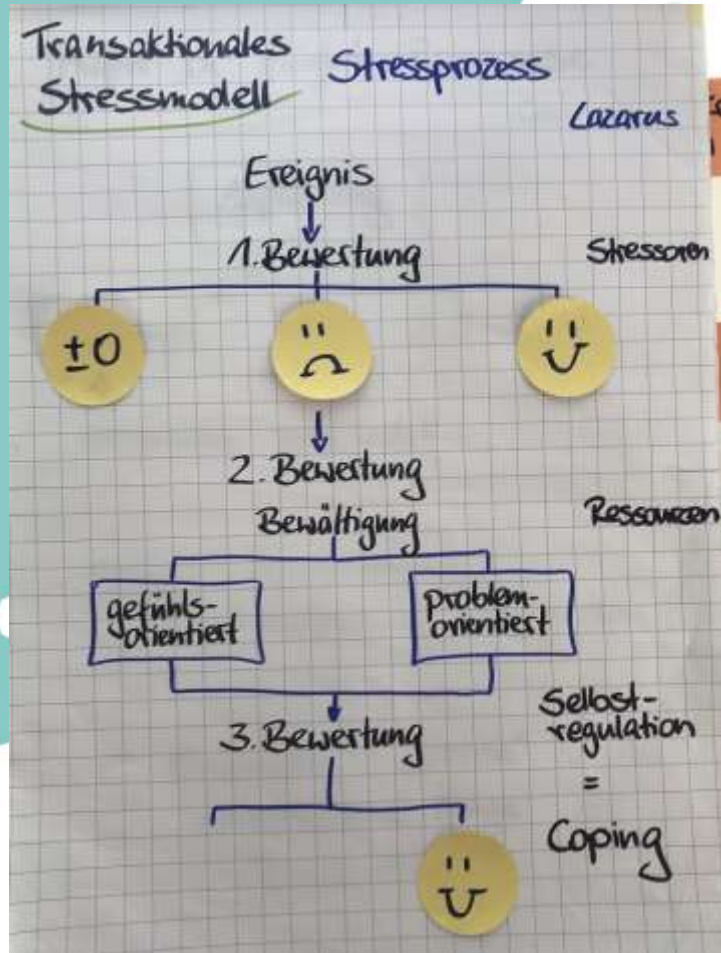 Transaktionales
Stressmodell
Stressprozess
Lazarus
Ereignis
1. Bewertung
Stressoren
±0
2. Bewertung
Bewältigung
Ressourcen
gefühls-
orientiert
problem-
orientiert
3. Bewertung
Selbst-
regulation
=
Coping